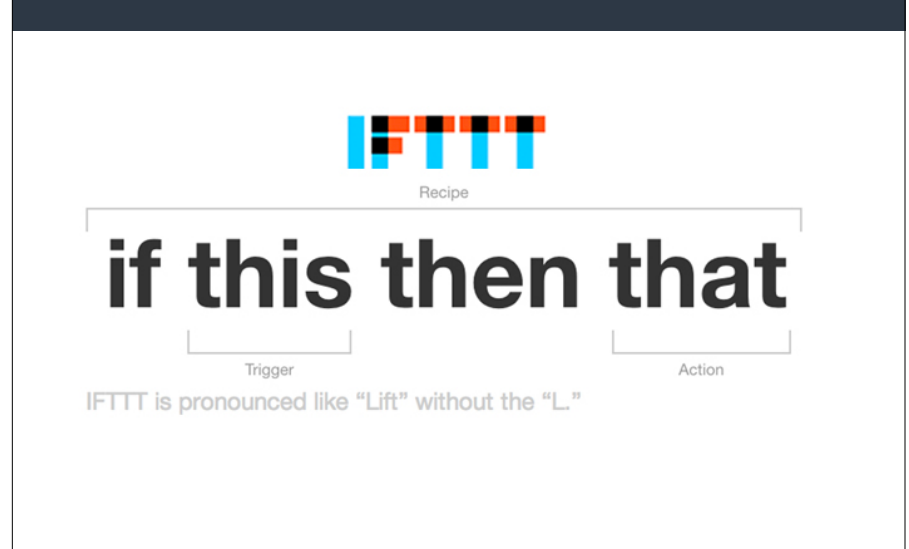 IFTTT
Recipe
if this then that
Trigger
Action
IFTTT is pronounced like “Lift” without the “L.”